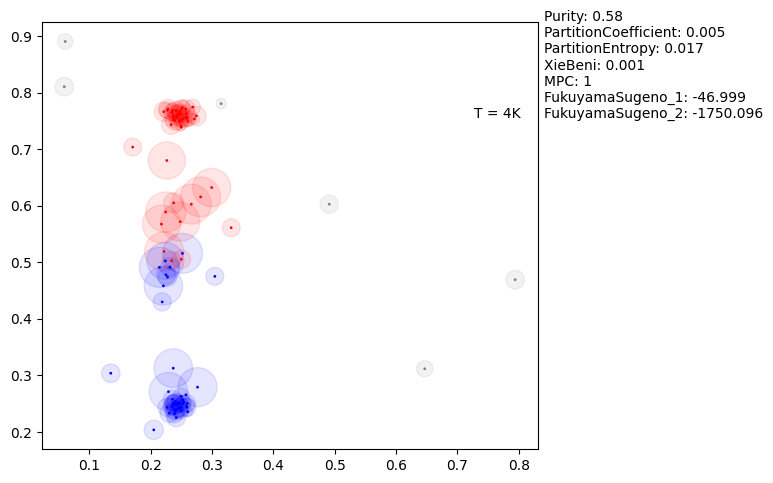 Purity: 0.58
PartitionCoefficient: 0.005
PartitionEntropy: 0.017
XieBeni: 0.001
MPC: 1
FukuyamaSugeno_1: -46.999
FukuyamaSugeno_2: -1750.096
T = 4K
0.9
0.8
0.7
0.6
0.5
0.4
0.3
0.2
0.1 0.2 0.3 0.4 0.5 0.6 0.7 0.8